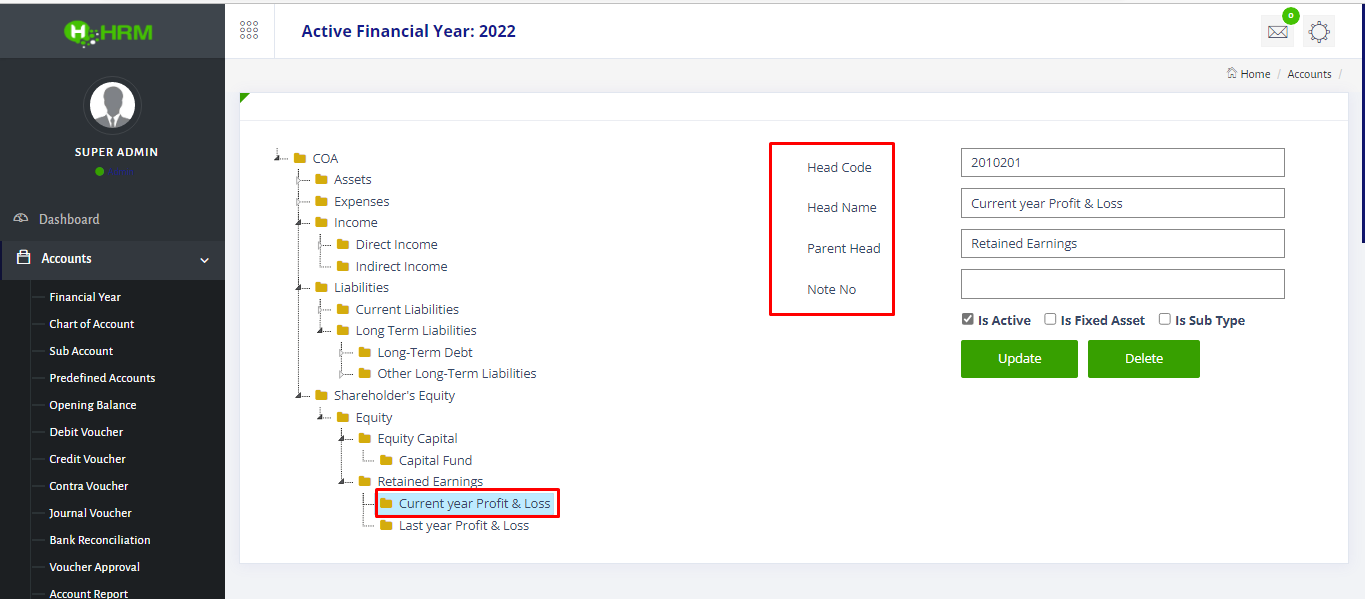 HRM
Active Financial Year: 2022
0
Home / Accounts /
SUPER ADMIN
Dashboard
Accounts
Financial Year
Chart of Account
Sub Account
Predefined Accounts
Opening Balance
Debit Voucher
Credit Voucher
Contra Voucher
Journal Voucher
Bank Reconciliation
Voucher Approval
Account Report
COA
Assets
Expenses
Income
Direct Income
Indirect Income
Liabilities
Current Liabilities
Long Term Liabilities
Long-Term Debt
Other Long-Term Liabilities
Shareholder's Equity
Equity
Equity Capital
Capital Fund
Retained Earnings
Current year Profit & Loss
Last year Profit & Loss
Head Code 2010201
Head Name Current year Profit & Loss
Parent Head Retained Earnings
Note No
Is Active Is Fixed Asset Is Sub Type
Update Delete